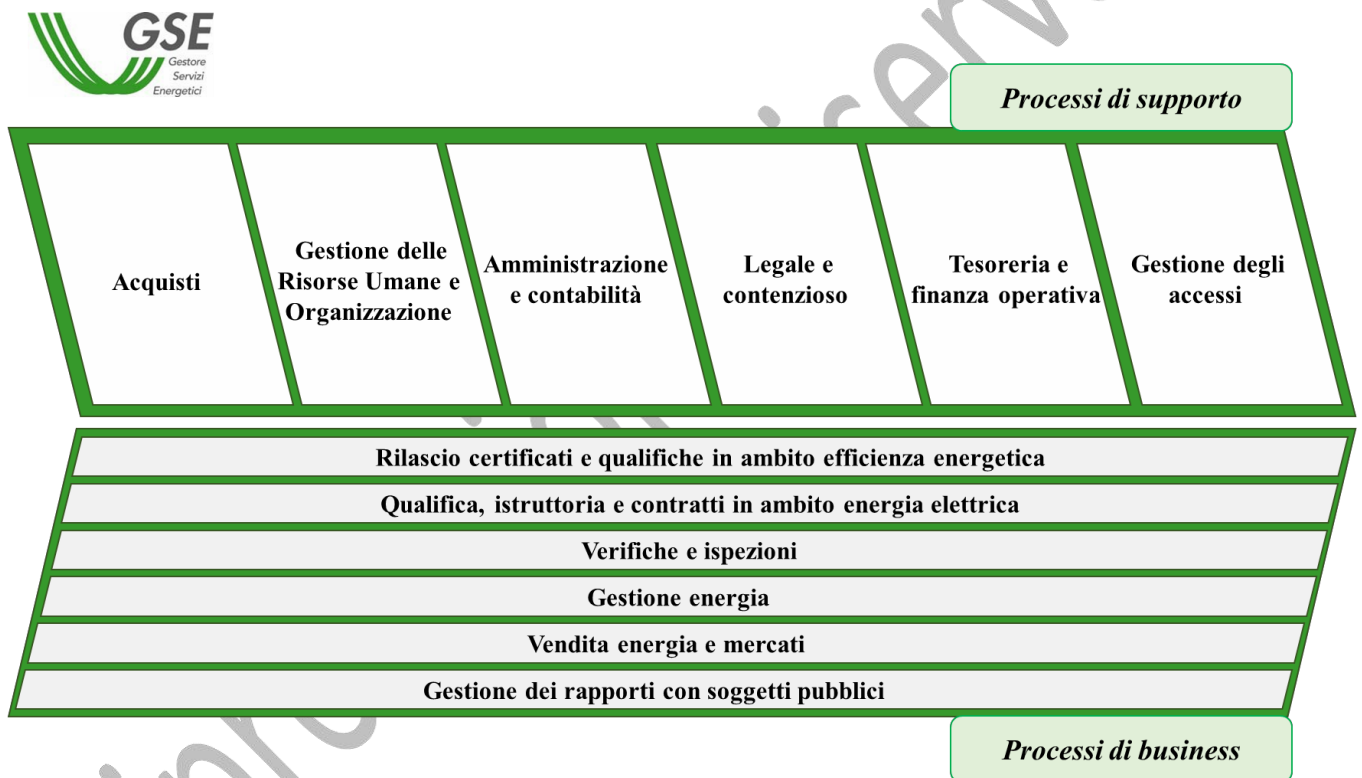 GSE
Gestore
Servizi
Energetici
Processi di supporto
Acquisti
Gestione delle
Risorse Umane e
Organizzazione
Amministrazione
e contabilità
Legale e
contenzioso
Tesoreria e
finanza operativa
Gestione degli
accessi
Rilascio certificati e qualifiche in ambito efficienza energetica
Qualifica, istruttoria e contratti in ambito energia elettrica
Verifiche e ispezioni
Gestione energia
Vendita energia e mercati
Gestione dei rapporti con soggetti pubblici
Processi di business